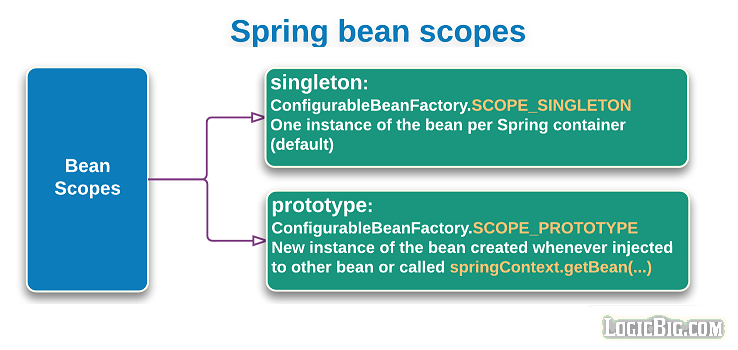 Spring bean scopes
Bean
Scopes
singleton:
ConfigurableBeanFactory.SCOPE_SINGLETON
One instance of the bean per Spring container
(default)
prototype:
ConfigurableBeanFactory.SCOPE_PROTOTYPE
New instance of the bean created whenever injected
to other bean or called springContext.getBean(...)
LogicBig.com